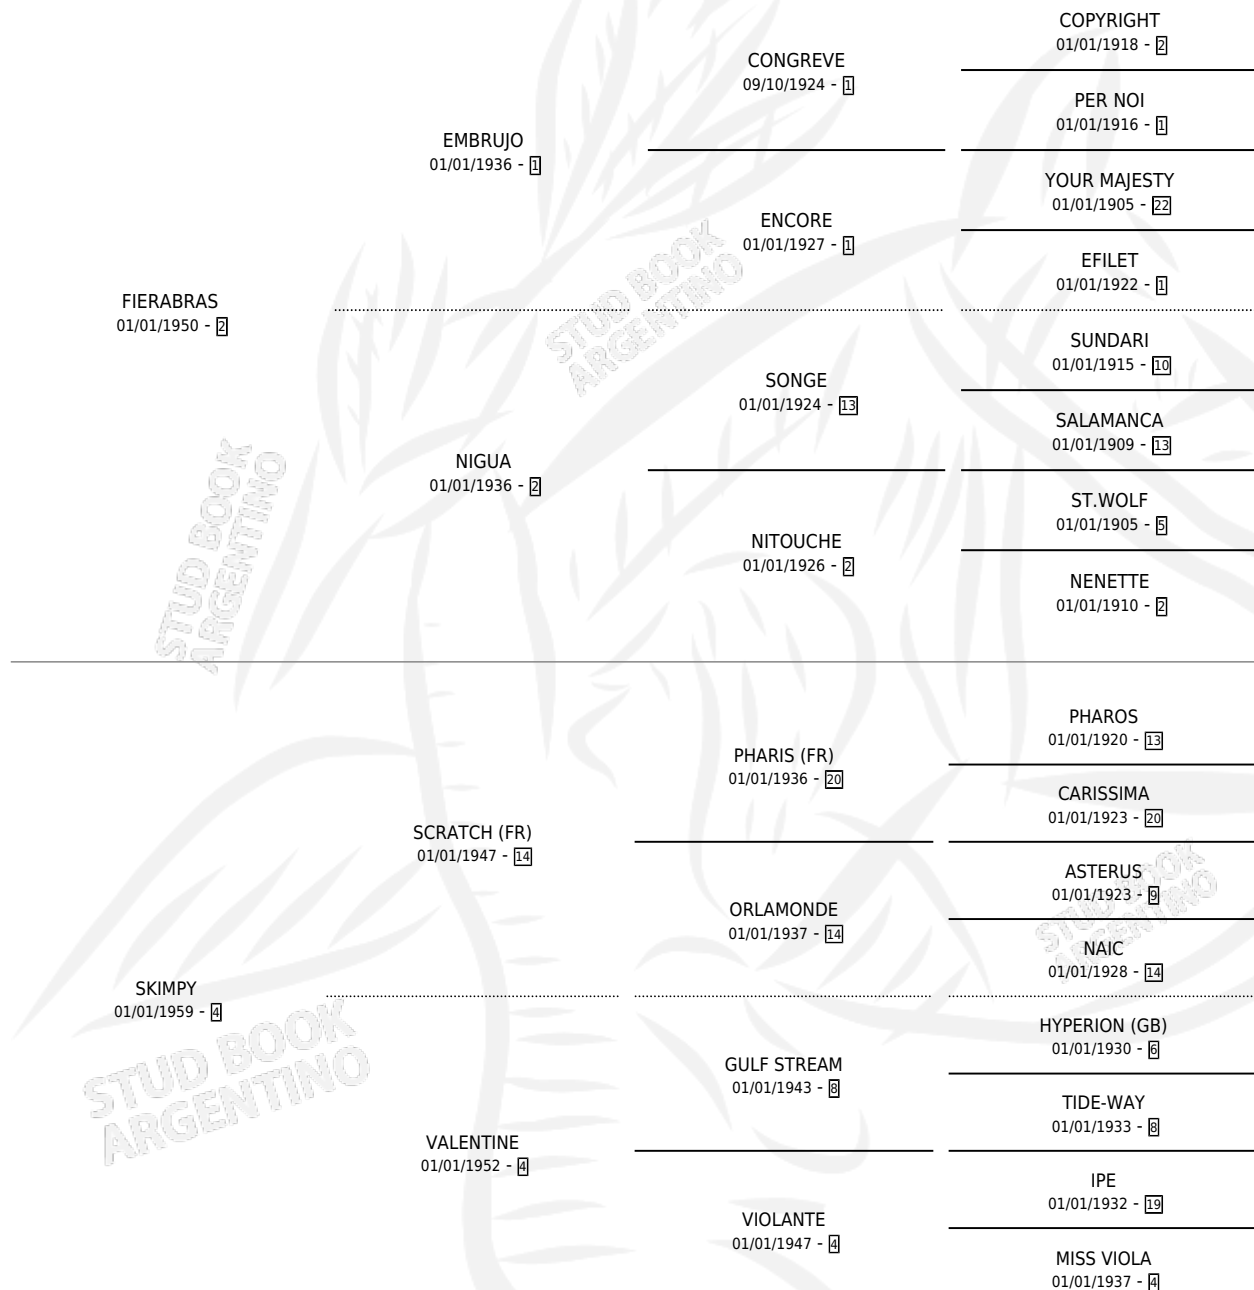 COPYRIGHT
01/01/1918 - 2
CONGREVE
09/10/1924 - 1
PER NOI
01/01/1916 - 1
EMBRUJO
01/01/1936 - 1
YOUR MAJESTY
01/01/1905 - 22
ENCORE
01/01/1927 - 1
EFILET
01/01/1922 - 1
FIERABRAS
01/01/1950 - 2
SUNDARI
01/01/1915 - 10
SONGE
01/01/1924 - 13
SALAMANCA
01/01/1909 - 13
NIGUA
01/01/1936 - 2
ST.WOLF
01/01/1905 - 5
NITOUCHE
01/01/1926 - 2
NENETTE
01/01/1910 - 2
PHAROS
01/01/1920 - 13
PHARIS (FR)
01/01/1936 - 20
CARISSIMA
01/01/1923 - 20
SCRATCH (FR)
01/01/1947 - 14
ASTERUS
01/01/1923 - 9
ORLAMONDE
01/01/1937 - 14
NAIC
01/01/1928 - 14
SKIMPY
01/01/1959 - 4
HYPERION (GB)
01/01/1930 - 6
GULF STREAM
01/01/1943 - 8
TIDE-WAY
01/01/1933 - 8
VALENTINE
01/01/1952 - 4
IPE
01/01/1932 - 19
VIOLANTE
01/01/1947 - 4
MISS VIOLA
01/01/1937 - 4
STUD BOOK
ARGENTINO
STUD BOOK
ARGENTINO
STUD BOOK
ARGENTINO
STUD BOOK
ARGENTINO